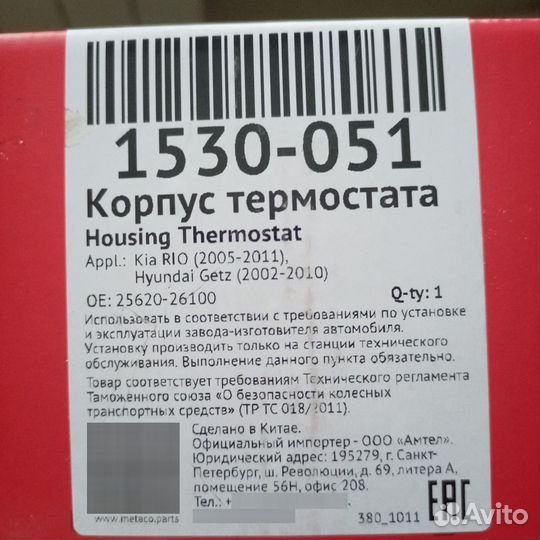 1530-051
Корпус термостата
Housing Thermostat
Appl.: Kia RIO (2005-2011),
Hyundai Getz (2002-2010)
OE: 25620-26100 Q-ty: 1
Использовать в соответствии с требованиями по установке
и эксплуатации завода-изготовителя автомобиля.
Установку производить только на станции технического
обслуживания. Выполнение данного пункта обязательно.
Товар соответствует требованиям Технического регламента
Таможенного союза «О безопасности колесных
транспортных средств» (ТР ТС 018/2011).
Сделано в Китае.
Официальный импортер - ООО «Амтел».
Юридический адрес: 195279, г. Санкт-
Петербург, ш. Революции, д. 69, литера А,
помещение 56Н, офис 208.
Тел.: +
www.metaco.parts
380_1011
EAC
Avito